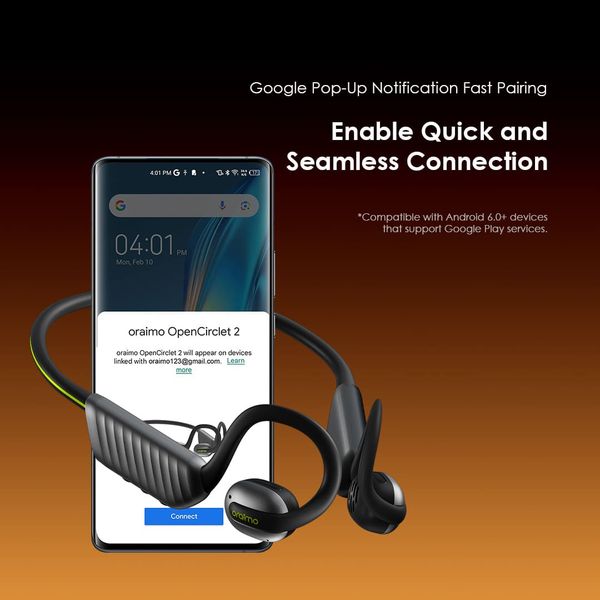 Google Pop-Up Notification Fast Pairing
Enable Quick and
Seamless Connection
*Compatible with Android 6.0+ devices
that support Google Play services.
4:01 PM G
04:01
Mon, Feb 10
oraimo OpenCirclet 2
oraimo OpenCirclet 2 will appear on devices
linked with oraimo123@gmail.com. Learn
more
Connect
oraimo